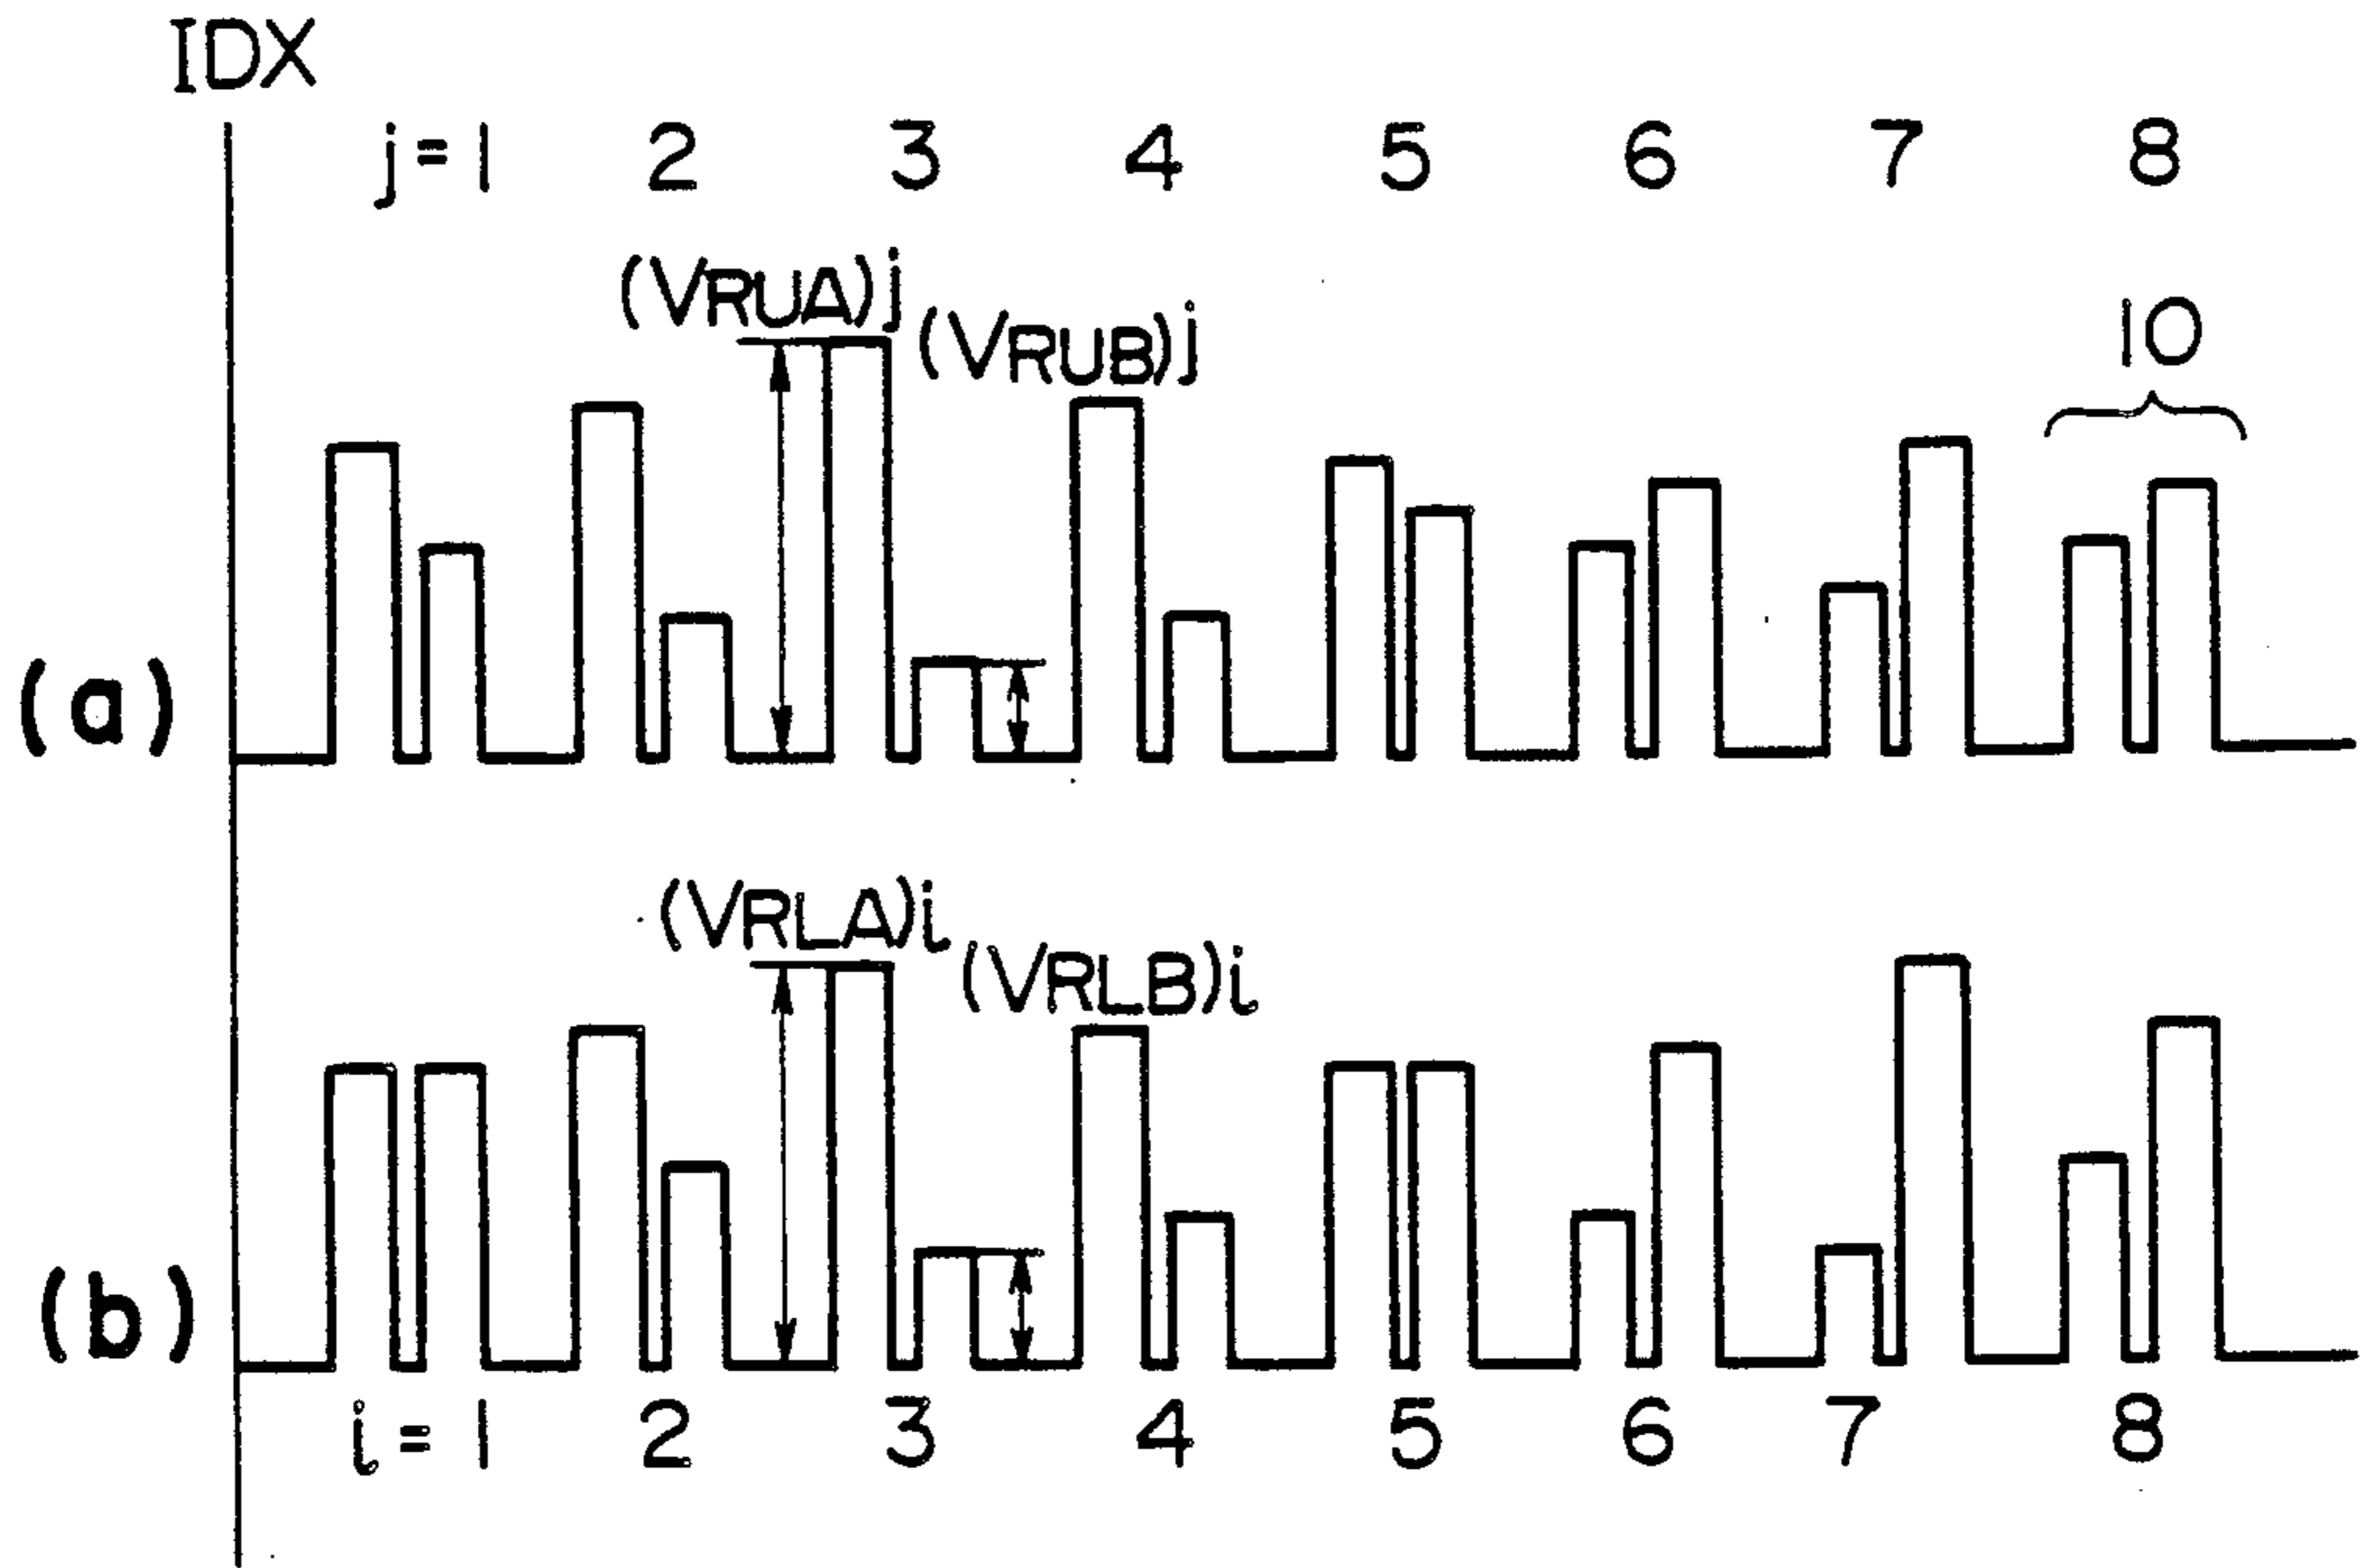 IDX
j=1 2 3 4 5 6 7 8
(VRUA)j
(VRUB)j
10
(a)
(VRLA)i
(VRLB)i
(b)
i=1 2 3 4 5 6 7 8